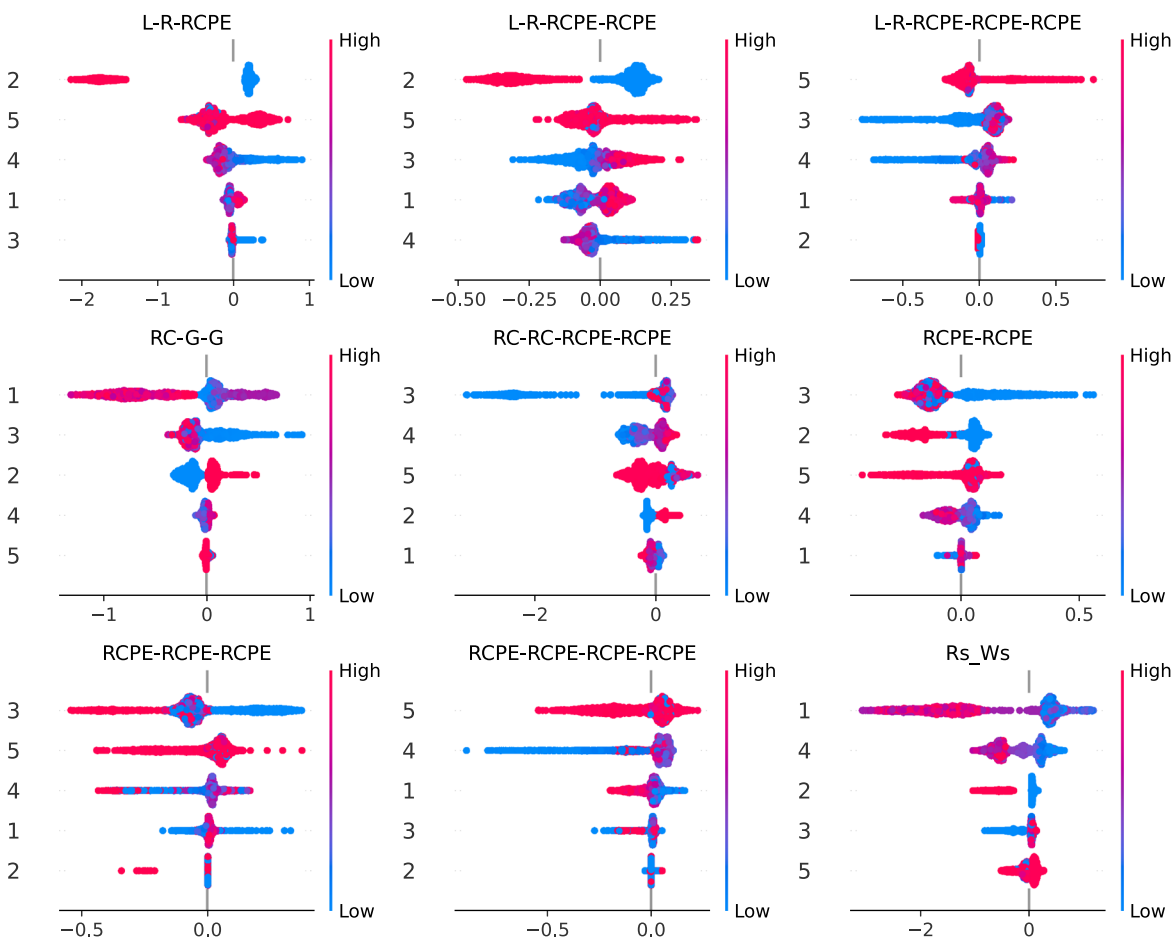 L-R-RCPE
L-R-RCPE-RCPE
L-R-RCPE-RCPE-RCPE
High
High
High
2
5
4
1
3
2
5
3
1
4
5
3
4
1
2
Low
Low
Low
−2 −1 0 1
−0.50 −0.25 0.00 0.25
−0.5 0.0 0.5
RC-G-G
RC-RC-RCPE-RCPE
RCPE-RCPE
High
High
High
1
3
2
4
5
3
4
5
2
1
3
2
5
4
1
Low
Low
Low
−1 0 1
−2 0
0.0 0.5
RCPE-RCPE-RCPE
RCPE-RCPE-RCPE-RCPE
Rs_Ws
High
High
High
3
5
4
1
2
5
4
1
3
2
1
4
2
3
5
Low
Low
Low
−0.5 0.0
−0.5 0.0
−2 0